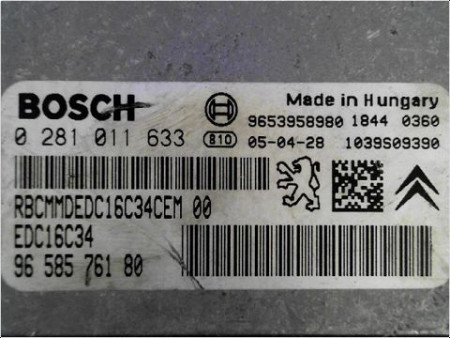 BOSCH
Made in Hungary
9653958980 1844 0360
0 281 011 633 810 05-04-28 1039S09390
RBCMMDEDC16C34CEM 00
EDC16C34
96 585 761 80